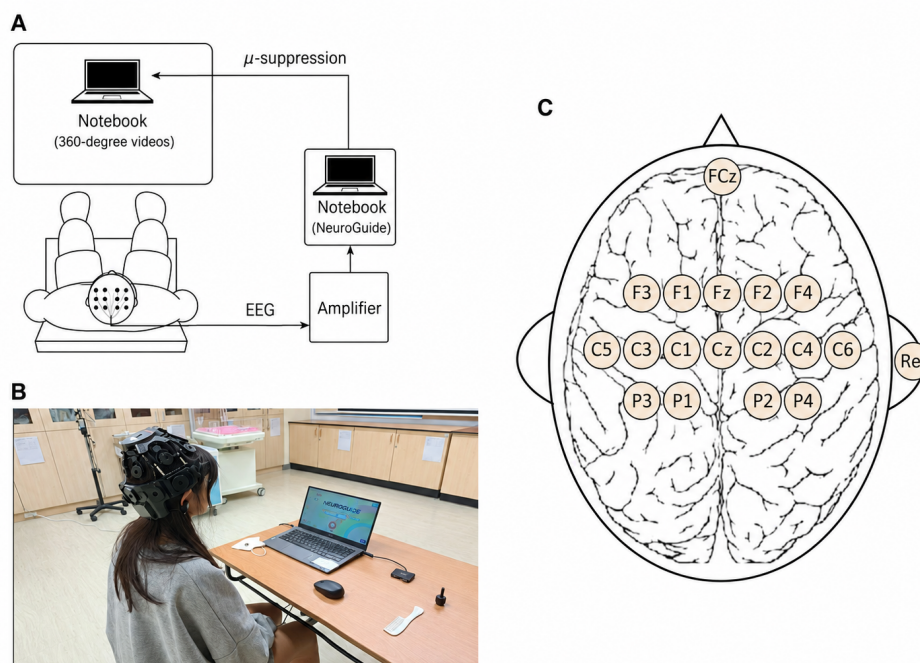 A
μ-suppression
Notebook
(360-degree videos)
Notebook
(NeuroGuide)
EEG
Amplifier
B
NEUROGUIDE
C
FCz
F3 F1 Fz F2 F4
C5 C3 C1 Cz C2 C4 C6
Re
P3 P1 P2 P4